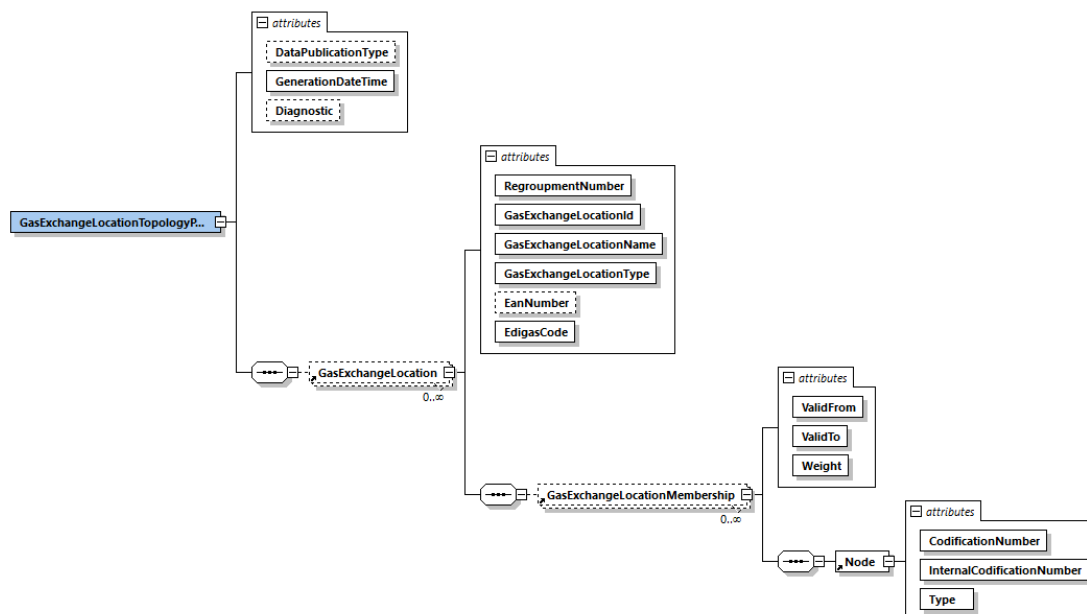 attributes
DataPublicationType
GenerationDateTime
Diagnostic
attributes
RegroupmentNumber
GasExchangeLocationId
GasExchangeLocationName
GasExchangeLocationType
EanNumber
EdigasCode
GasExchangeLocationTopologyP...
GasExchangeLocation
0..∞
attributes
ValidFrom
ValidTo
Weight
GasExchangeLocationMembership
0..∞
attributes
CodificationNumber
InternalCodificationNumber
Type
Node